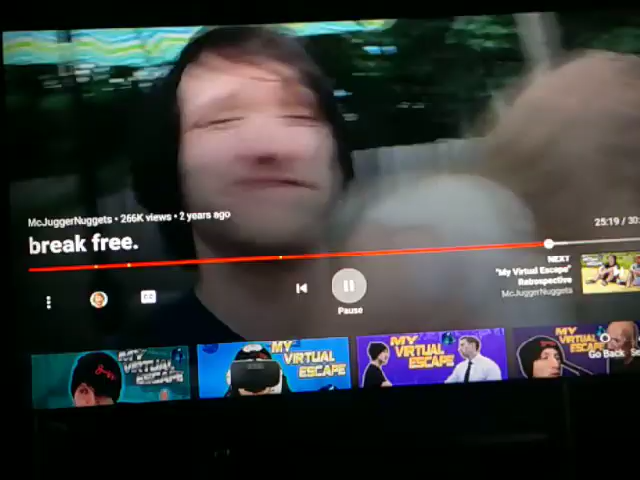 McJuggerNuggets • 266K views • 2 years ago
break free.
25:19 / 30:
NEXT
"My Virtual Escape"
Retrospective
McJuggerNuggets
CC
Pause
MY
VIRTUAL
ESCAPE
MY
VIRTUAL
ESCAPE
MY
VIRTUAL
ESCAPE
MY
VIRTUAL
ESCAPE
Go Back